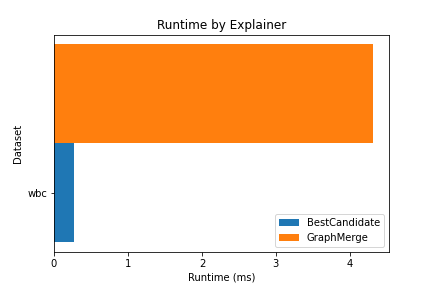 Runtime by Explainer
Dataset
wbc
BestCandidate
GraphMerge
0 1 2 3 4
Runtime (ms)